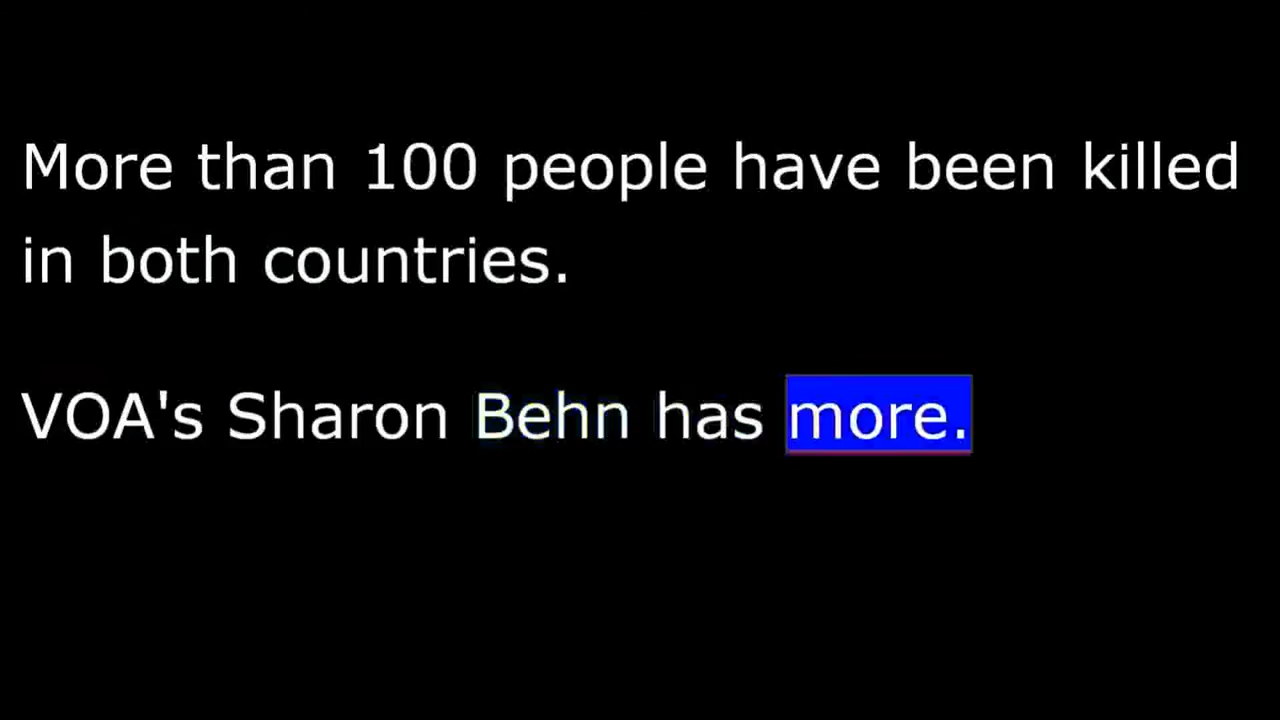 More than 100 people have been killed
in both countries.
VOA's Sharon Behn has more.